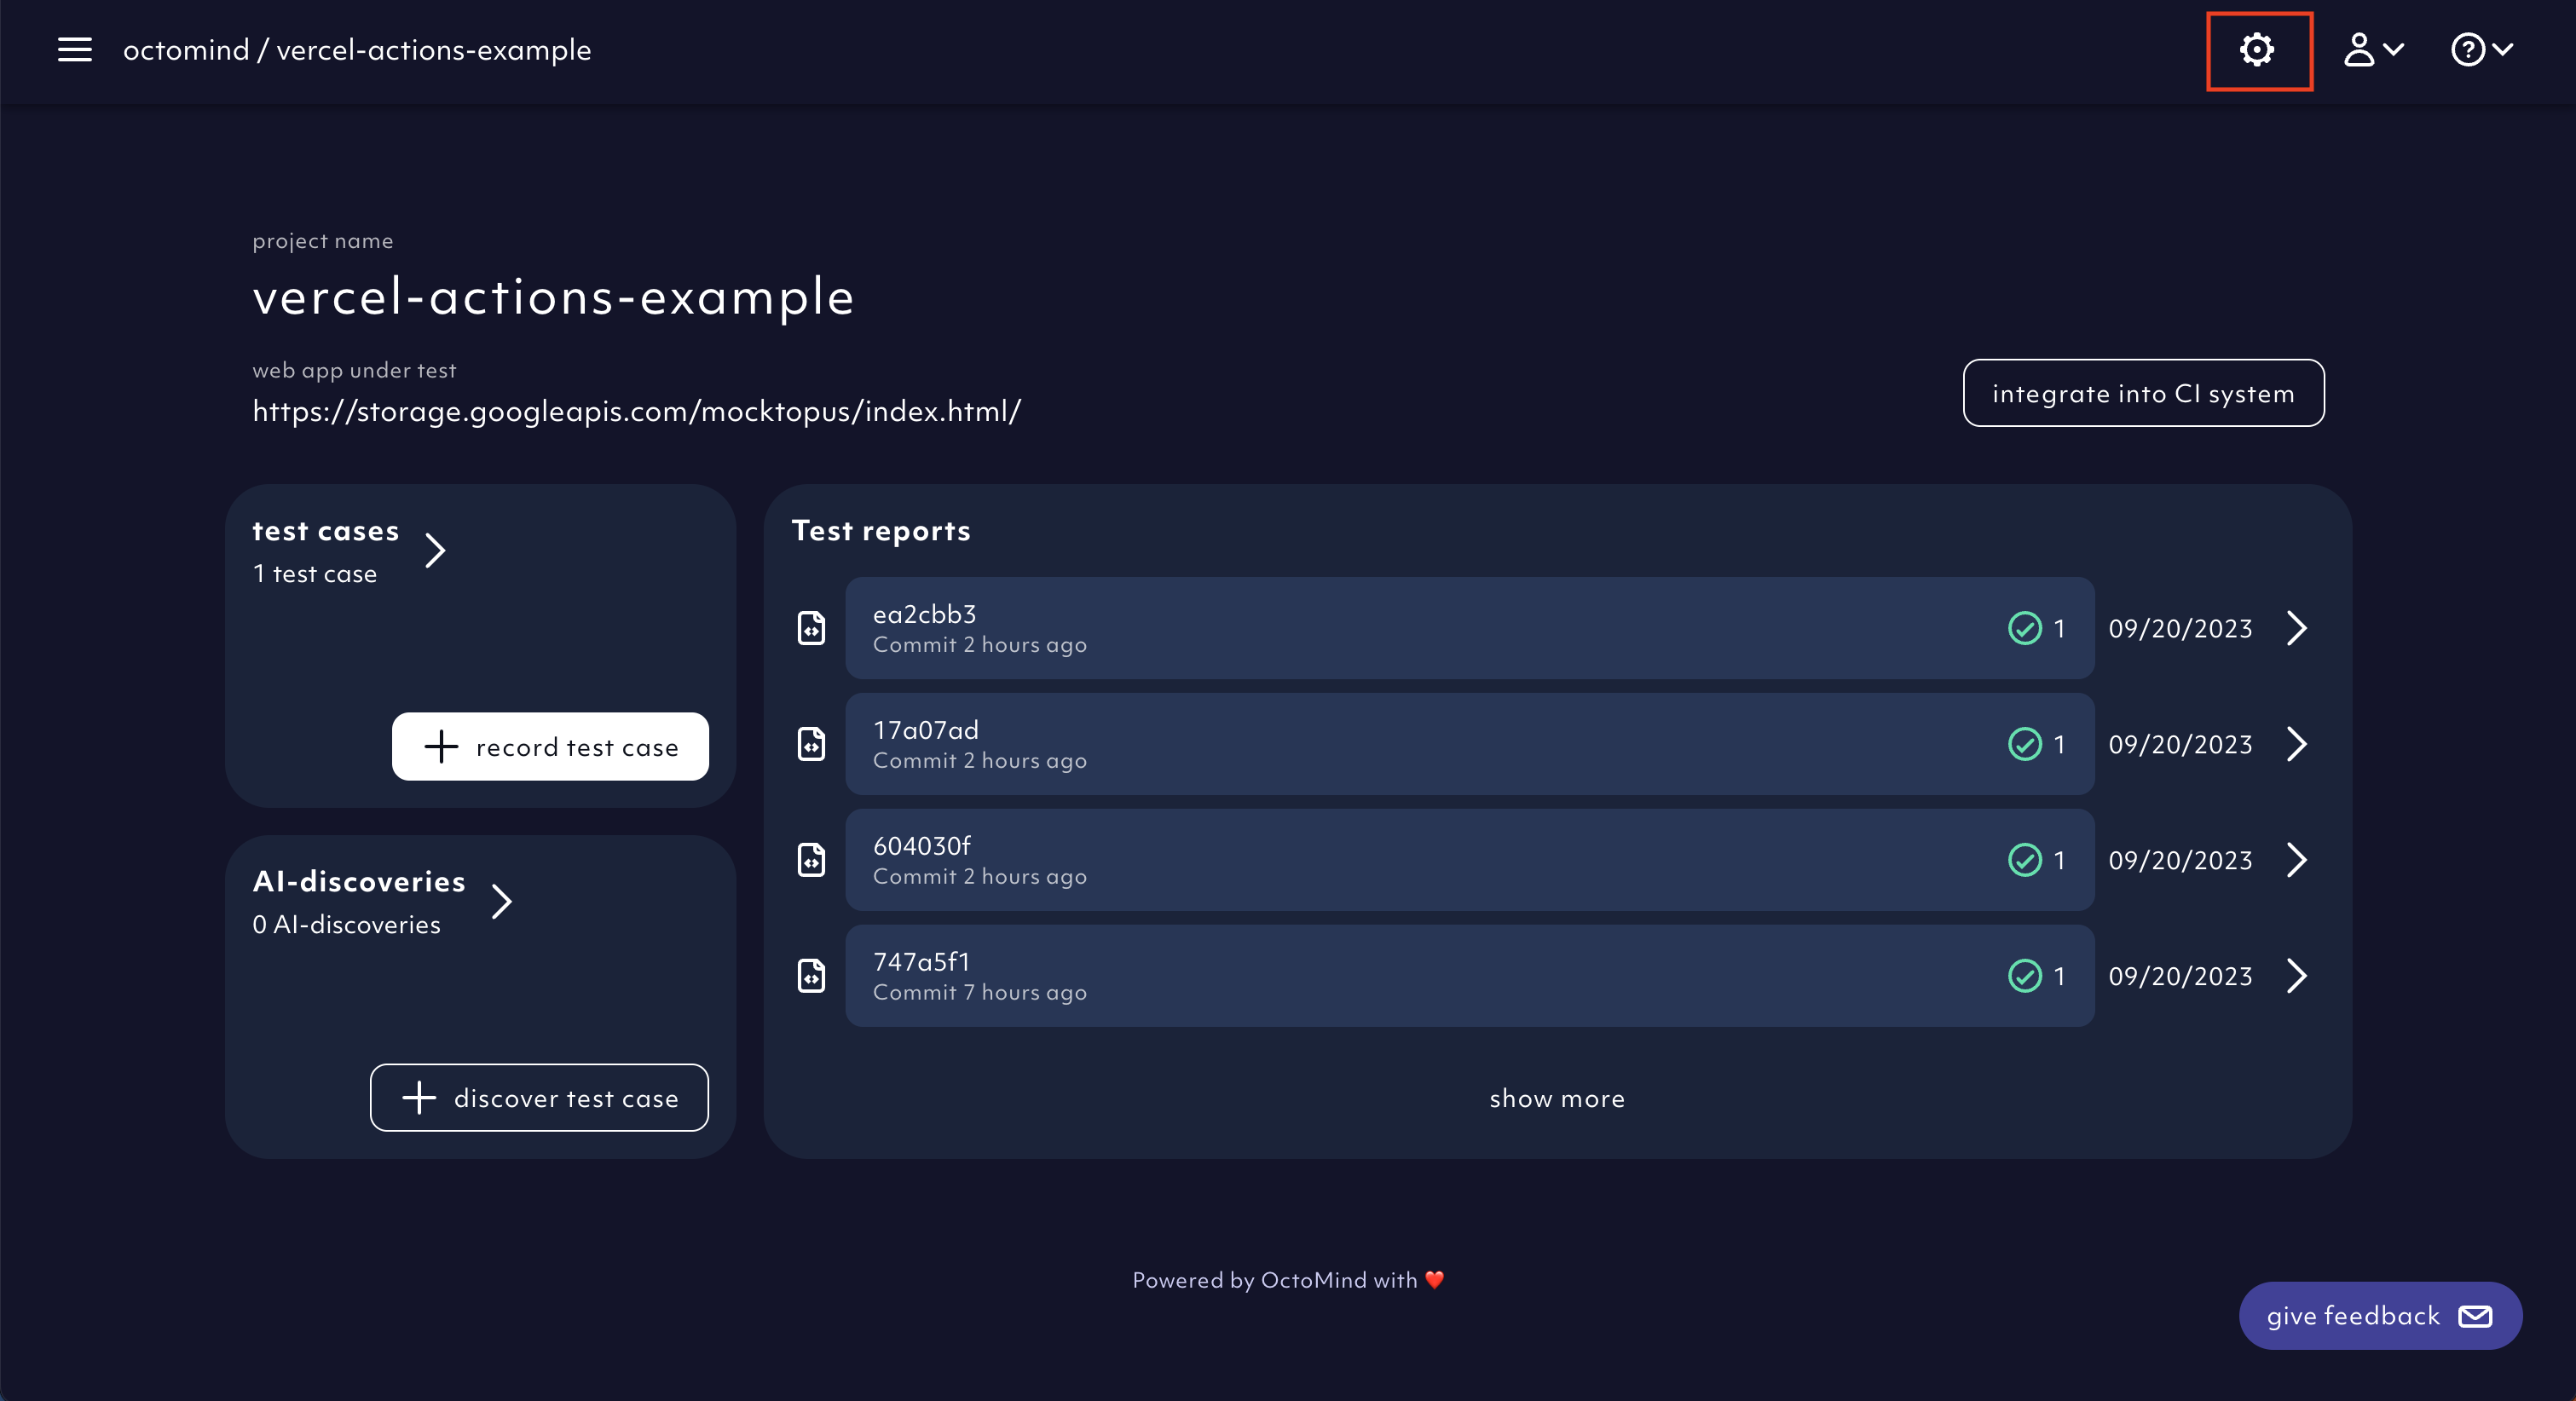 octomind / vercel-actions-example
project name
vercel-actions-example
web app under test
https://storage.googleapis.com/mocktopus/index.html/
integrate into CI system
test cases
1 test case
record test case
AI-discoveries
0 AI-discoveries
discover test case
Test reports
ea2cbb3
Commit 2 hours ago
1
09/20/2023
17a07ad
Commit 2 hours ago
1
09/20/2023
604030f
Commit 2 hours ago
1
09/20/2023
747a5f1
Commit 7 hours ago
1
09/20/2023
show more
Powered by OctoMind with ❤️
give feedback